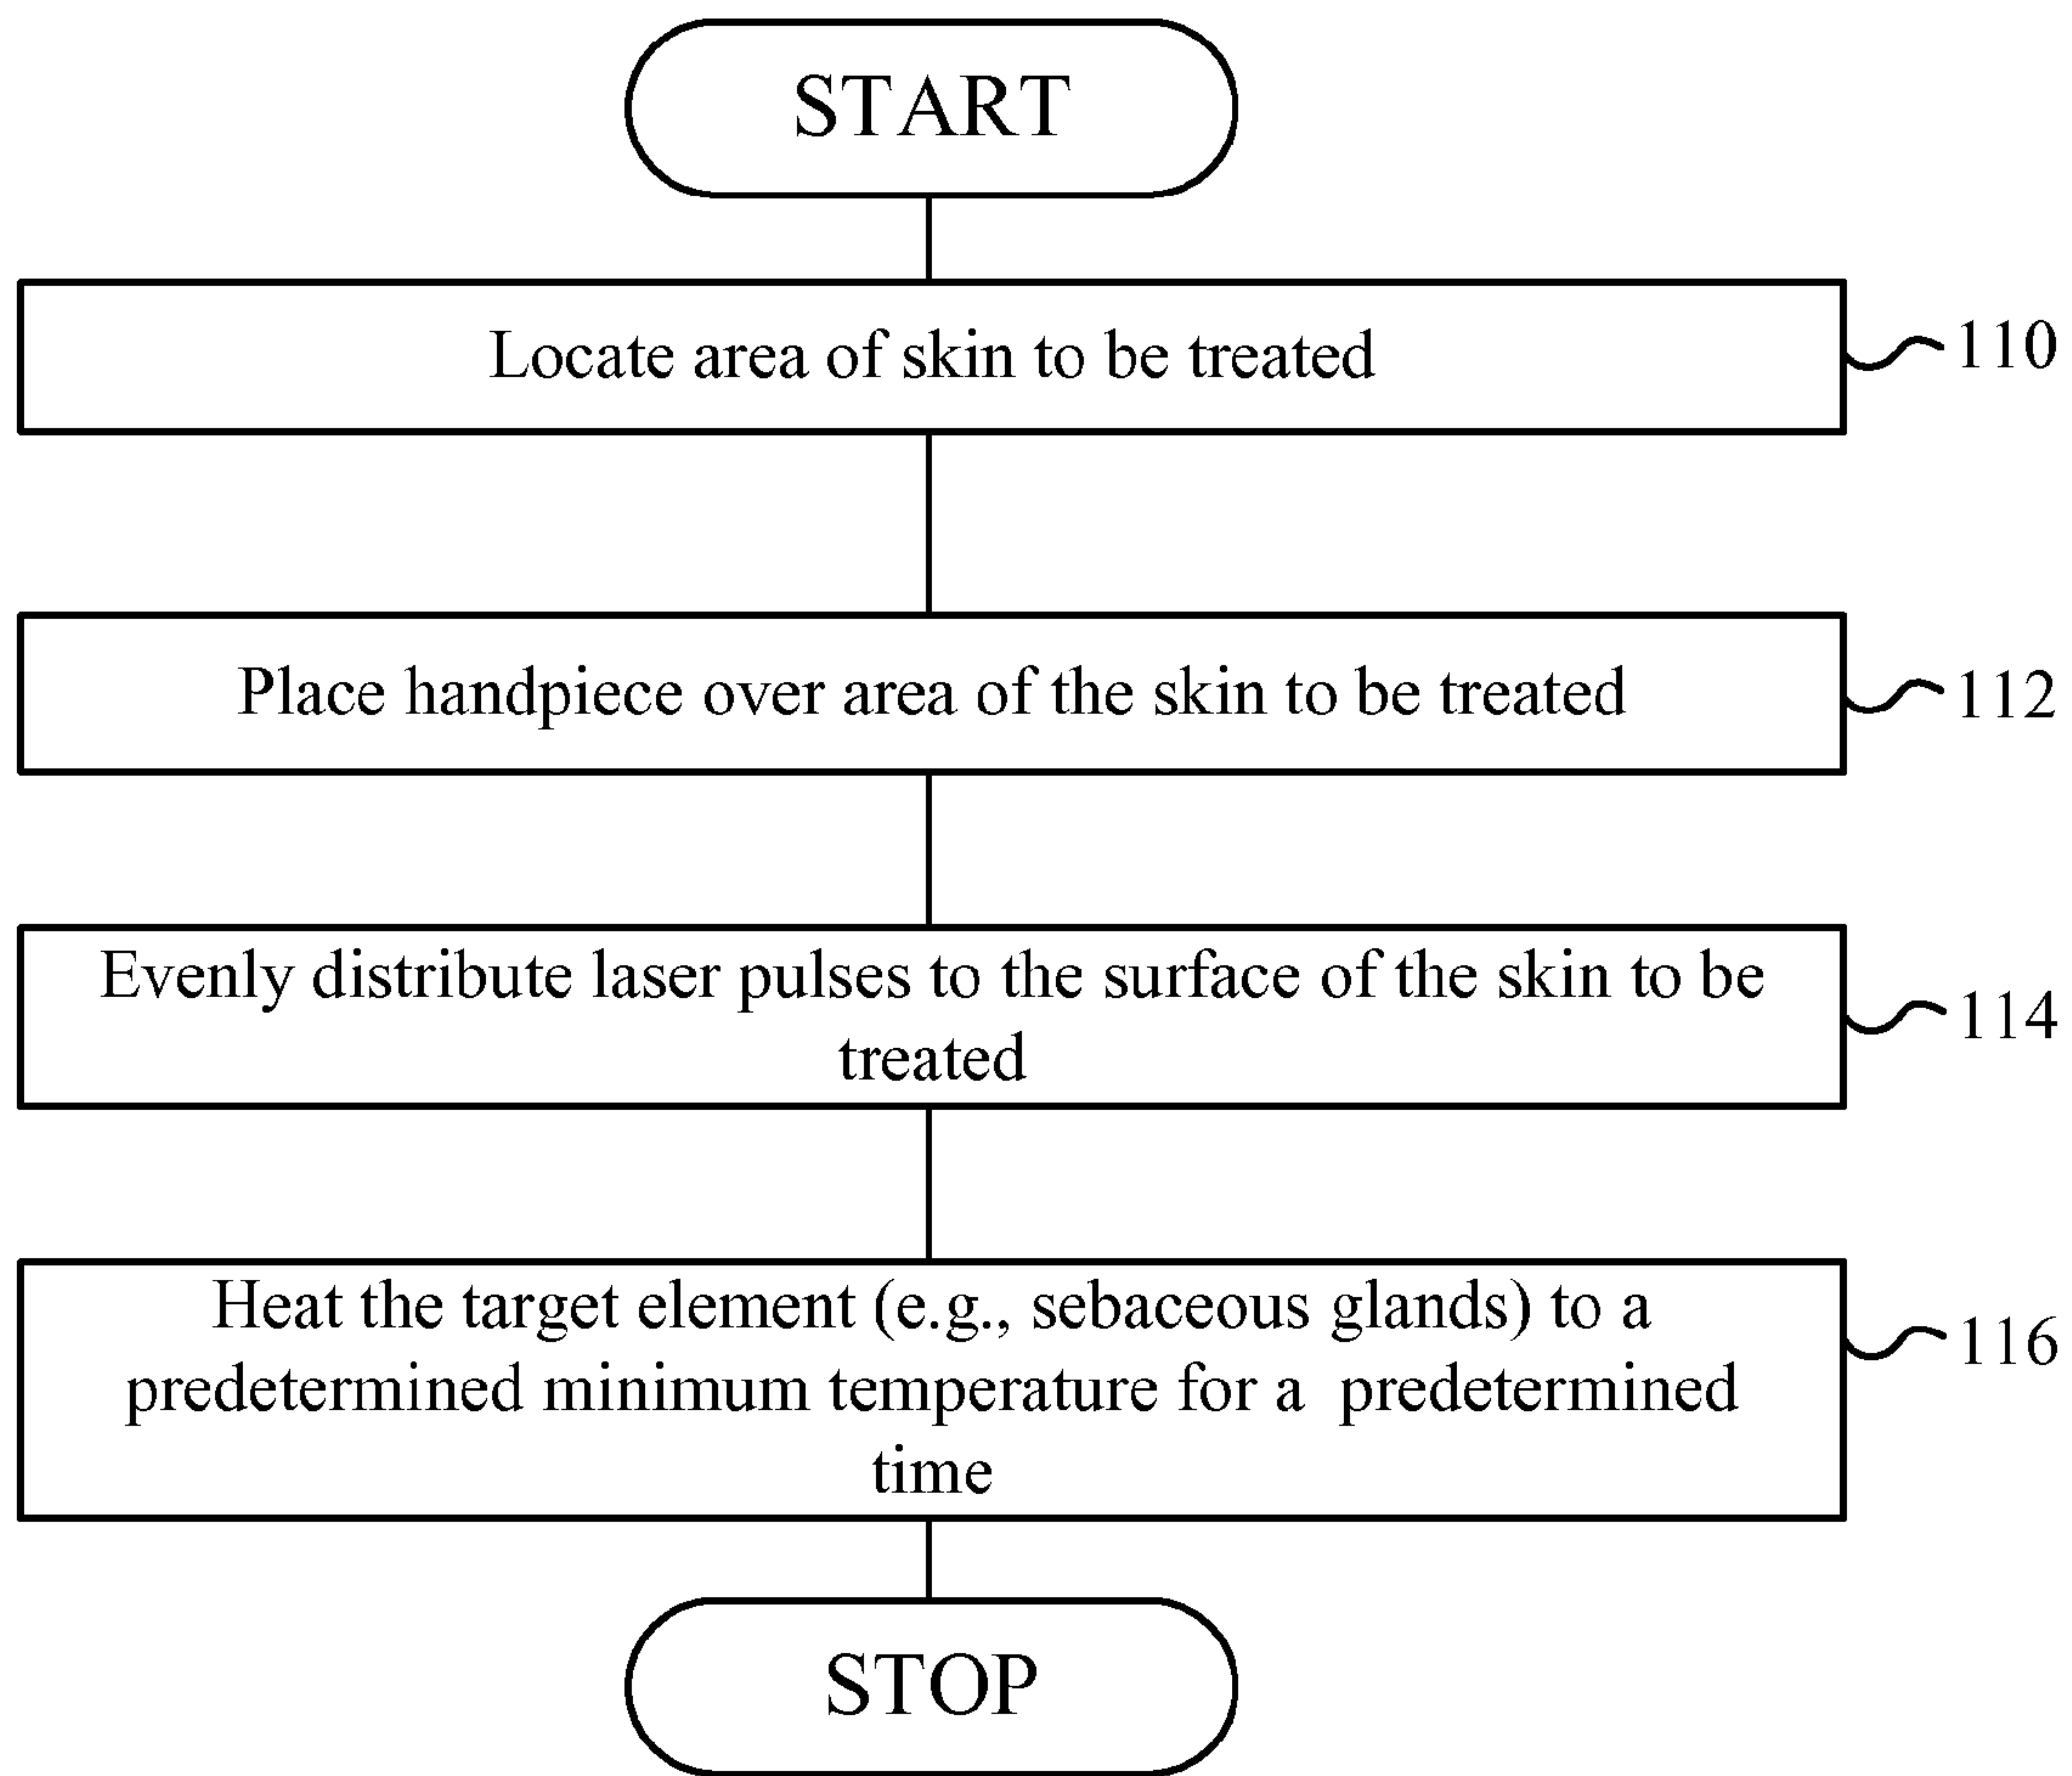 START
Locate area of skin to be treated
110
Place handpiece over area of the skin to be treated
112
Evenly distribute laser pulses to the surface of the skin to be
treated
114
Heat the target element (e.g., sebaceous glands) to a
predetermined minimum temperature for a predetermined
time
116
STOP